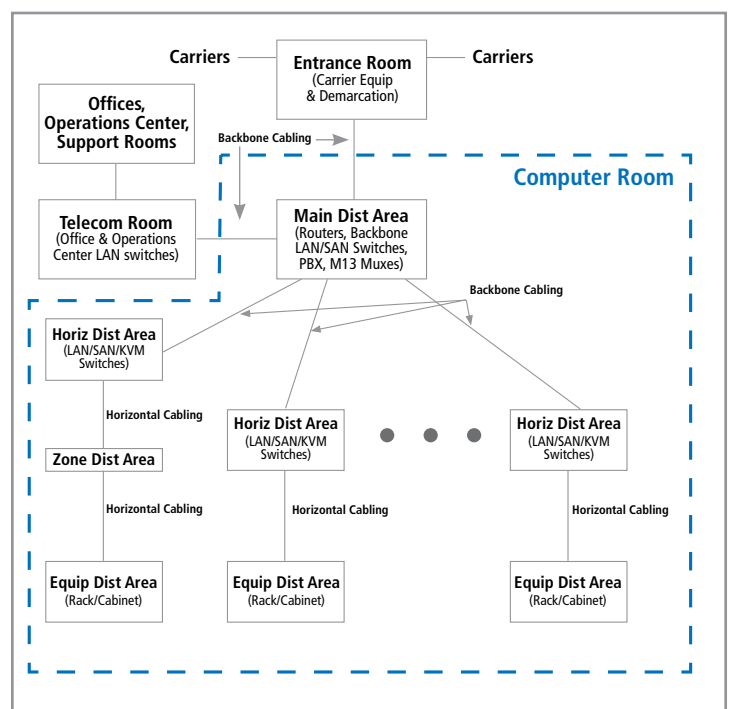 Carriers
Entrance Room
(Carrier Equip
& Demarcation)
Carriers
Offices,
Operations Center,
Support Rooms
Backbone Cabling
Computer Room
Telecom Room
(Office & Operations
Center LAN switches)
Main Dist Area
(Routers, Backbone
LAN/SAN Switches,
PBX, M13 Muxes)
Backbone Cabling
Horiz Dist Area
(LAN/SAN/KVM
Switches)
Horizontal Cabling
Zone Dist Area
Horizontal Cabling
Equip Dist Area
(Rack/Cabinet)
Horiz Dist Area
(LAN/SAN/KVM
Switches)
Horizontal Cabling
Equip Dist Area
(Rack/Cabinet)
Horiz Dist Area
(LAN/SAN/KVM
Switches)
Horizontal Cabling
Equip Dist Area
(Rack/Cabinet)